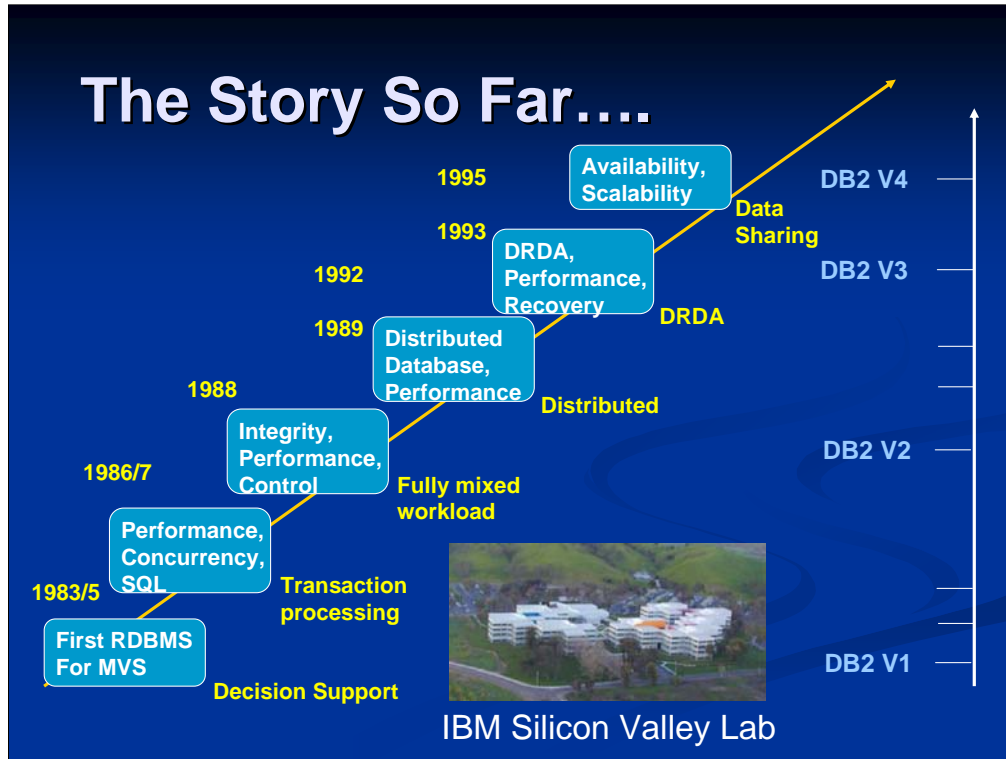 The Story So Far….
1995
Availability,
Scalability
Data
Sharing
1993
DRDA,
Performance,
Recovery
DRDA
1992
1989
Distributed
Database,
Performance
Distributed
1988
Integrity,
Performance,
Control
Fully mixed
workload
1986/7
Performance,
Concurrency,
SQL
Transaction
processing
1983/5
First RDBMS
For MVS
Decision Support
DB2 V4
DB2 V3
DB2 V2
DB2 V1
IBM Silicon Valley Lab